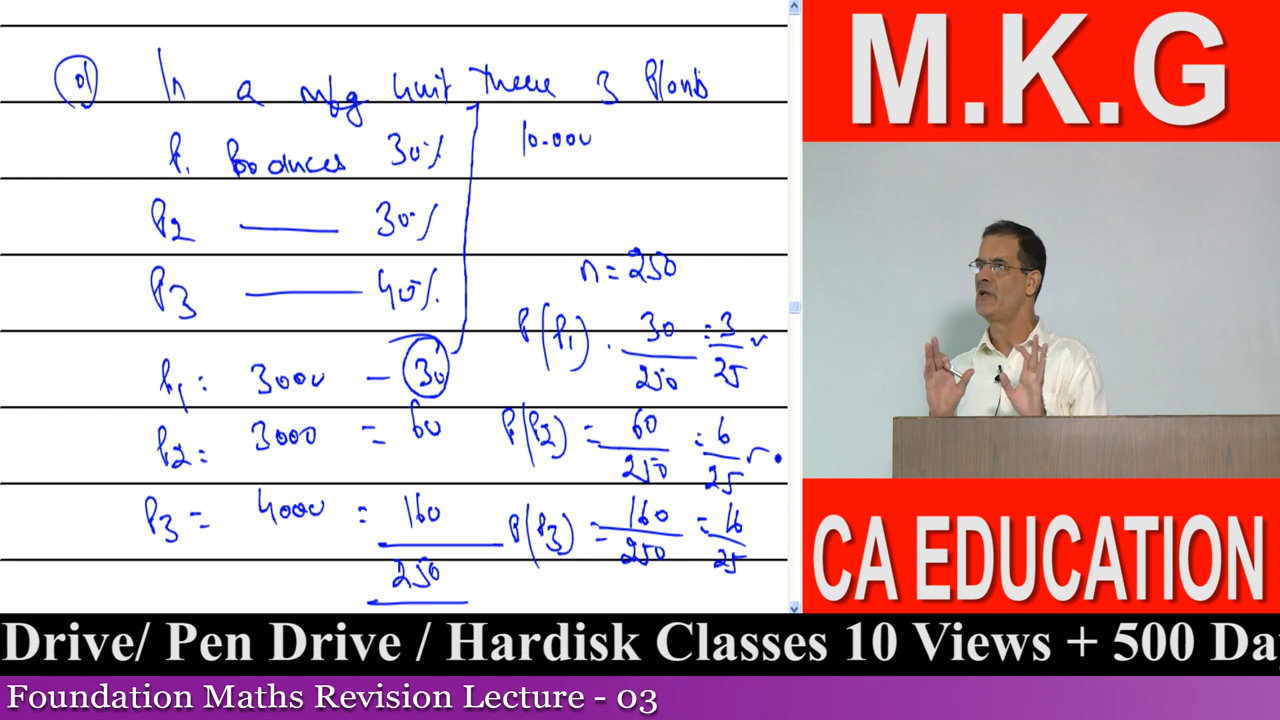 Q) In a mfg Unit There 3 Plants
P1 Produces 30%
10.000
P2 —— 30%
P3 —— 40%
n = 250
P(P1) . 30/250 = 3/25
P1 : 3000 - 30
P2 : 3000 = 60
P(P2) = 60/250 = 6/25
P3 = 4000 = 160
P(P3) = 160/250 = 16/25
250
M.K.G
CA EDUCATION
Drive/ Pen Drive / Hardisk Classes 10 Views + 500 Da
Foundation Maths Revision Lecture - 03